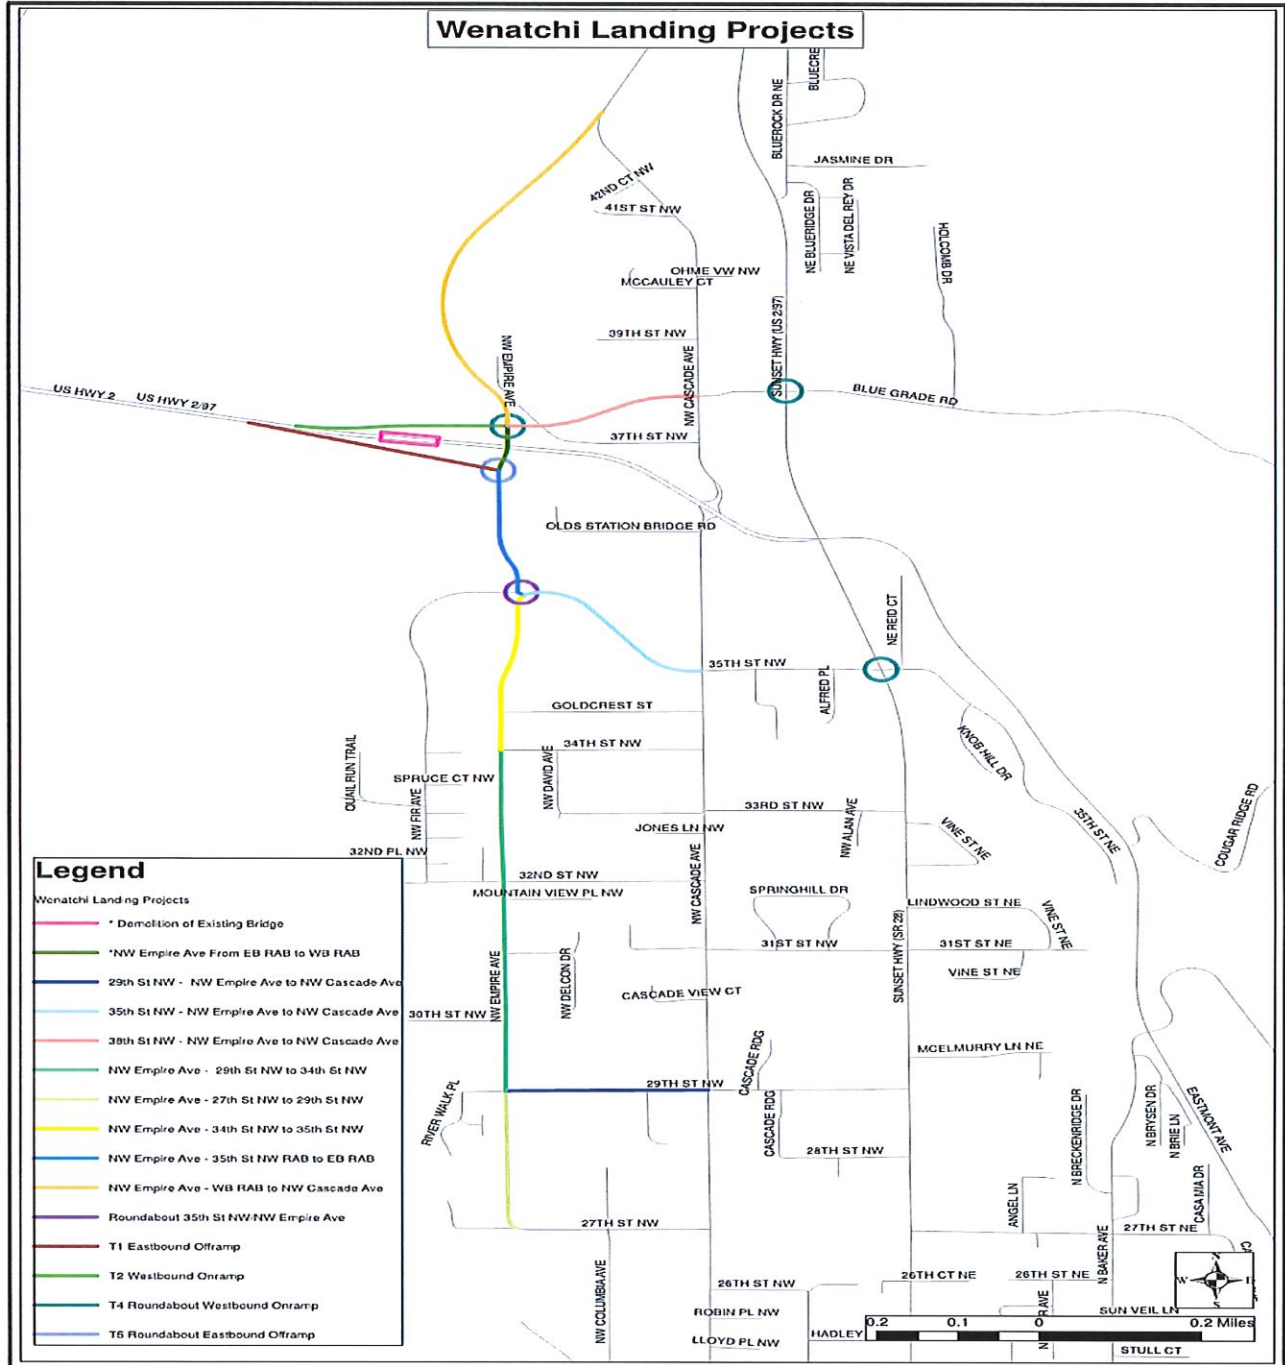 Wenatchi Landing Projects
BLUECRE
BLUEROCK DR NE
JASMINE DR
42ND CT NW
41ST ST NW
NE BLUERIDGE DR
NE VISTA DEL REY DR
HOLCOMB DR
OHME VW NW
MCCAULEY CT
SUNSET HWY (US 2/97)
39TH ST NW
NW EMPIRE AVE
NW CASCADE AVE
US HWY 2
US HWY 2/97
BLUE GRADE RD
37TH ST NW
OLDS STATION BRIDGE RD
NE REID CT
35TH ST NW
ALFRED PL
GOLDCREST ST
34TH ST NW
KNOB HILL DR
QUAIL RUN TRAIL
SPRUCE CT NW
NW DAVID AVE
NW FIR AVE
33RD ST NW
JONES LN NW
NW ALAN AVE
VINE ST NE
35TH ST NE
COUGAR RIDGE RD
32ND PL NW
32ND ST NW
MOUNTAIN VIEW PL NW
NW CASCADE AVE
SPRINGHILL DR
LINDWOOD ST NE
VINE ST NE
31ST ST NW
31ST ST NE
SUNSET HWY (SR 28)
VINE ST NE
NW EMPIRE AVE
NW DELCON DR
CASCADE VIEW CT
30TH ST NW
MCELMURRY LN NE
CASCADE RDG
29TH ST NW
RIVER WALK PL
CASCADE RDG
28TH ST NW
N BRECKENRIDGE DR
N BRYSEN DR
N BRIE LN
EASTMONT AVE
ANGEL LN
CASA MIA DR
27TH ST NW
27TH ST NE
N BAKER AVE
CA
NW COLUMBIA AVE
26TH ST NW
26TH CT NE
26TH ST NE
ROBIN PL NW
SUN VEIL LN
R AVE
N
LLOYD PL NW
HADLEY
STULL CT
Legend
Wenatchi Landing Projects
* Demolition of Existing Bridge
*NW Empire Ave From EB RAB to WB RAB
29th St NW - NW Empire Ave to NW Cascade Ave
35th St NW - NW Empire Ave to NW Cascade Ave
38th St NW - NW Empire Ave to NW Cascade Ave
NW Empire Ave - 29th St NW to 34th St NW
NW Empire Ave - 27th St NW to 29th St NW
NW Empire Ave - 34th St NW to 35th St NW
NW Empire Ave - 35th St NW RAB to EB RAB
NW Empire Ave - WB RAB to NW Cascade Ave
Roundabout 35th St NW/NW Empire Ave
T1 Eastbound Offramp
T2 Westbound Onramp
T4 Roundabout Westbound Onramp
T5 Roundabout Eastbound Offramp
N
W
E
S
0.2 0.1 0 0.2 Miles